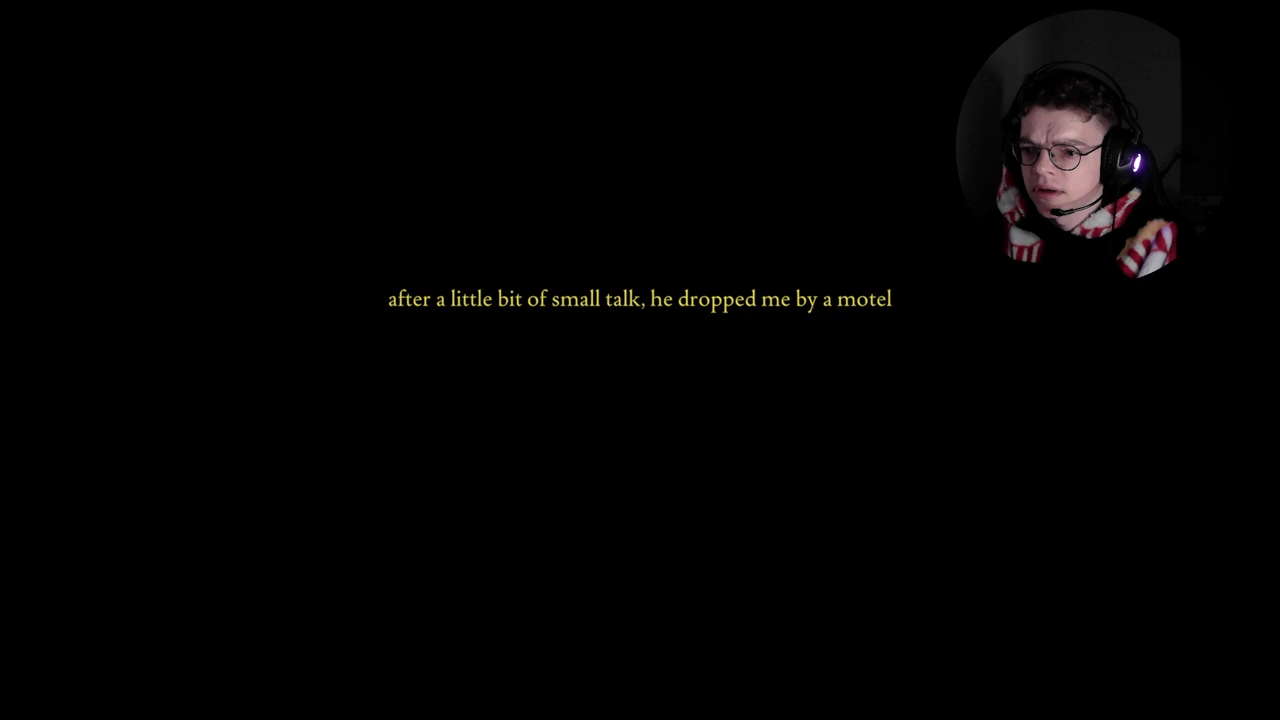 after a little bit of small talk, he dropped me by a motel